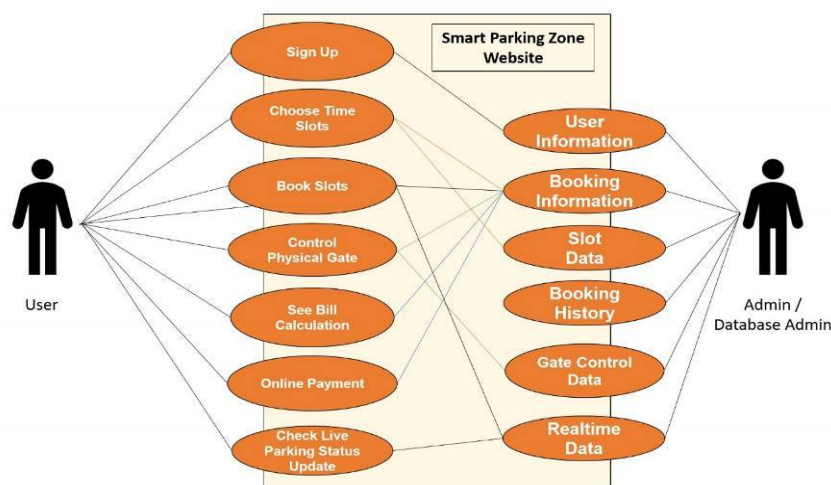 Smart Parking Zone
Website
Sign Up
Choose Time
Slots
Book Slots
Control
Physical Gate
See Bill
Calculation
Online Payment
Check Live
Parking Status
Update
User
Information
Booking
Information
Slot
Data
Booking
History
Gate Control
Data
Realtime
Data
User
Admin /
Database Admin